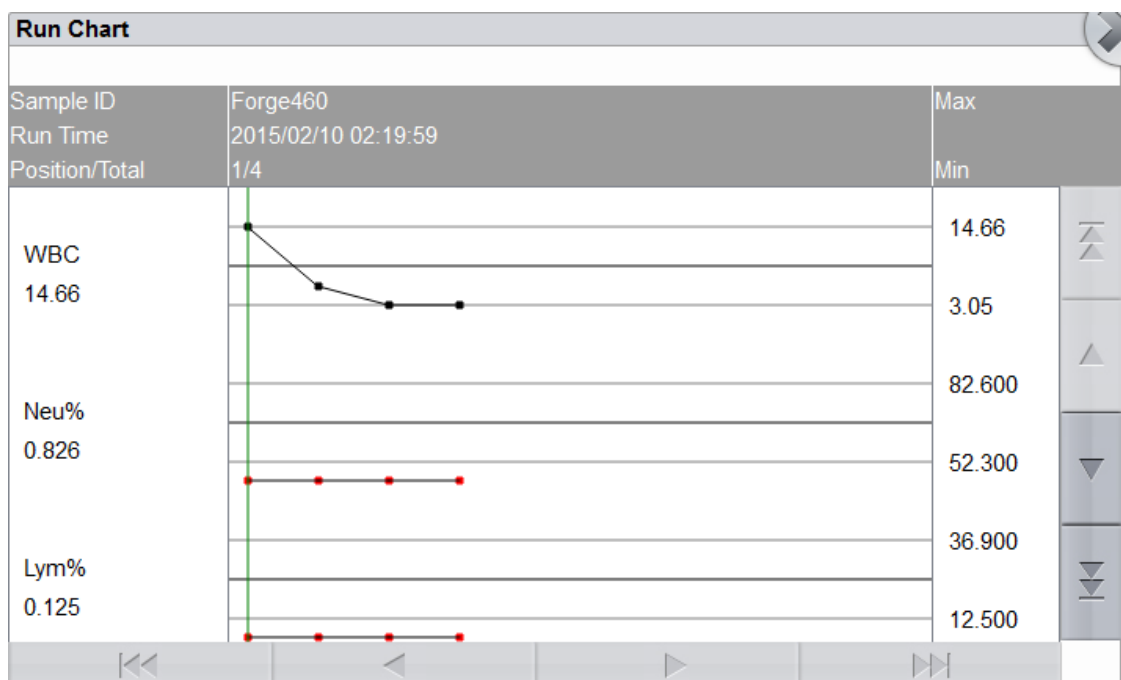 Run Chart
Sample ID Forge460 Max
Run Time 2015/02/10 02:19:59
Position/Total 1/4 Min
14.66
WBC
14.66
3.05
82.600
Neu%
0.826
52.300
36.900
Lym%
0.125
12.500